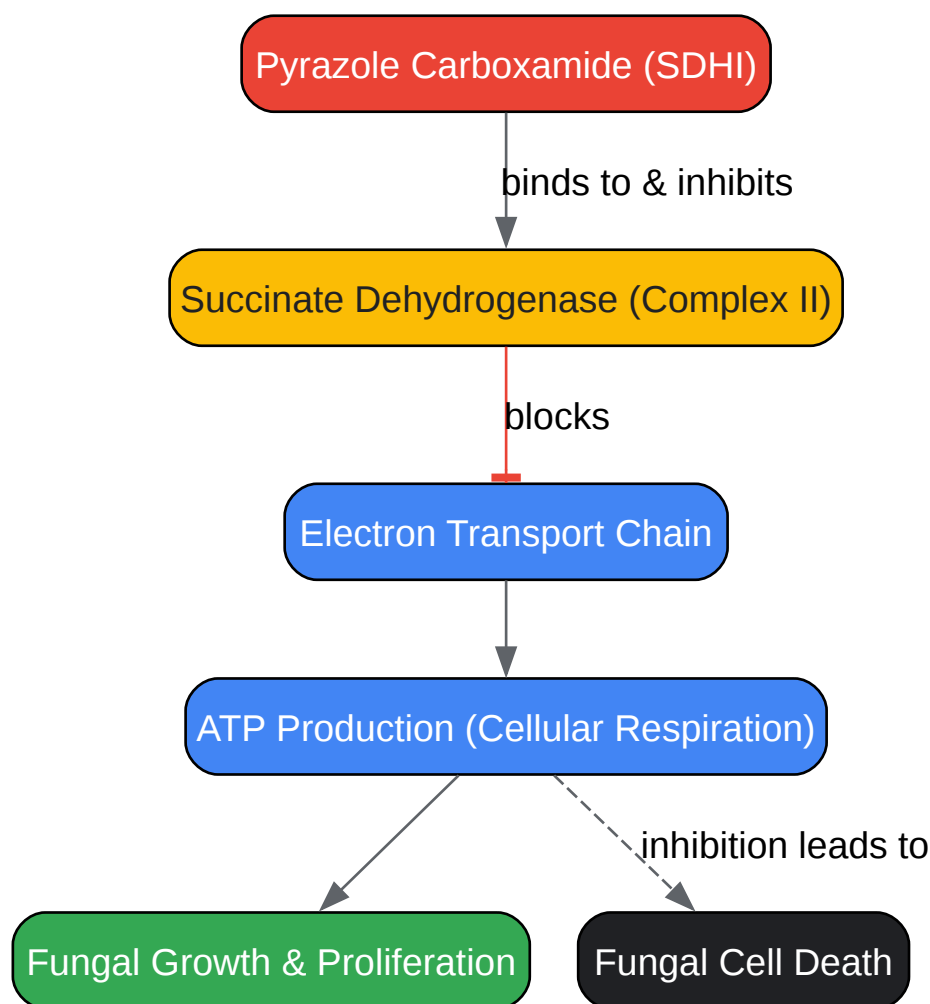 Pyrazole Carboxamide (SDHI)
binds to & inhibits
Succinate Dehydrogenase (Complex II)
blocks
Electron Transport Chain
ATP Production (Cellular Respiration)
inhibition leads to
Fungal Growth & Proliferation
Fungal Cell Death